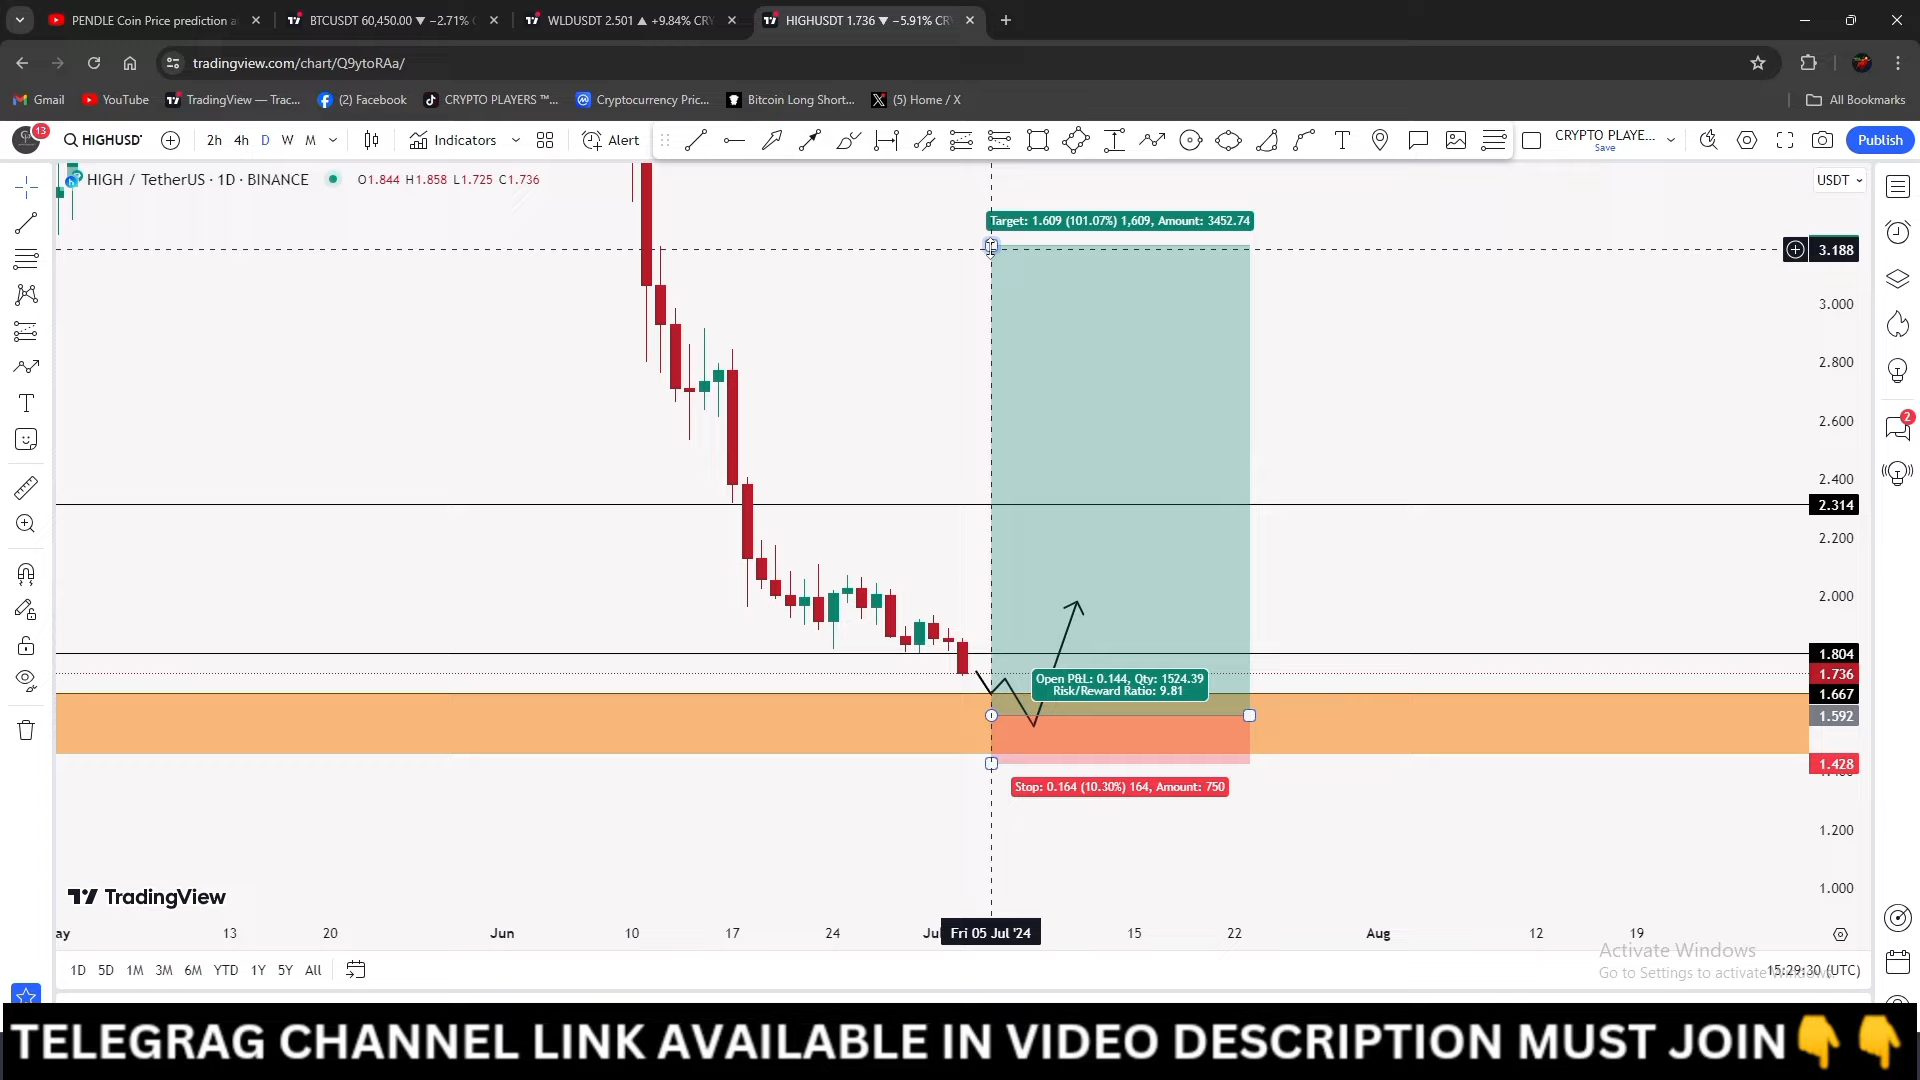 PENDLE Coin Price prediction a
BTCUSDT 60,450.00 ▼ −2.71%
WLDUSDT 2.501 ▲ +9.84% CRY
HIGHUSDT 1.736 ▼ −5.91% CRY
tradingview.com/chart/Q9ytoRAa/
Gmail
YouTube
TradingView — Trac...
(2) Facebook
CRYPTO PLAYERS ™...
Cryptocurrency Pric...
Bitcoin Long Short...
(5) Home / X
All Bookmarks
13
HIGHUSD
2h
4h
D
W
M
Indicators
Alert
CRYPTO PLAYE...
Save
Publish
HIGH / TetherUS · 1D · BINANCE
O1.844 H1.858 L1.725 C1.736
USDT
Target: 1.609 (101.07%) 1,609, Amount: 3452.74
3.188
3.000
2.800
2.600
2.400
2.314
2.200
2.000
1.804
1.736
1.667
1.592
1.428
1.200
1.000
2
Open P&L: 0.144, Qty: 1524.39
Risk/Reward Ratio: 9.81
Stop: 0.164 (10.30%) 164, Amount: 750
TradingView
ay
13
20
Jun
10
17
24
Jul
Fri 05 Jul '24
15
22
Aug
12
19
1D
5D
1M
3M
6M
YTD
1Y
5Y
All
Activate Windows
Go to Settings to activate
15:29:30 (UTC)
TELEGRAG CHANNEL LINK AVAILABLE IN VIDEO DESCRIPTION MUST JOIN👇👇